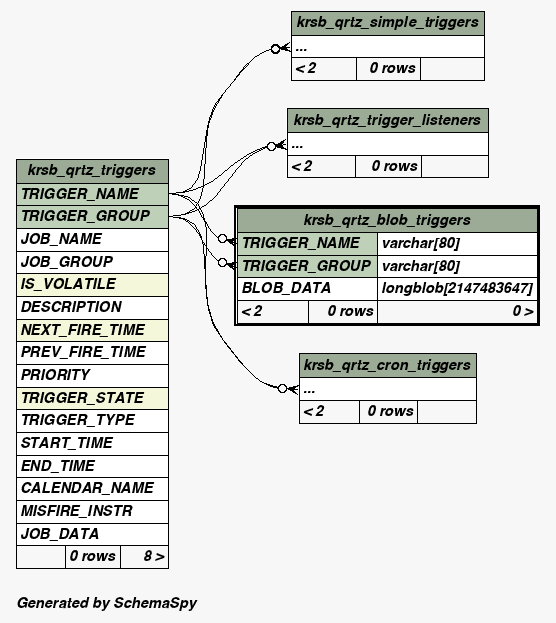 krsb_qrtz_simple_triggers
...
< 2 0 rows
krsb_qrtz_trigger_listeners
...
< 2 0 rows
krsb_qrtz_triggers
TRIGGER_NAME
TRIGGER_GROUP
JOB_NAME
JOB_GROUP
IS_VOLATILE
DESCRIPTION
NEXT_FIRE_TIME
PREV_FIRE_TIME
PRIORITY
TRIGGER_STATE
TRIGGER_TYPE
START_TIME
END_TIME
CALENDAR_NAME
MISFIRE_INSTR
JOB_DATA
0 rows 8 >
krsb_qrtz_blob_triggers
TRIGGER_NAME varchar[80]
TRIGGER_GROUP varchar[80]
BLOB_DATA longblob[2147483647]
< 2 0 rows 0 >
krsb_qrtz_cron_triggers
...
< 2 0 rows
Generated by SchemaSpy